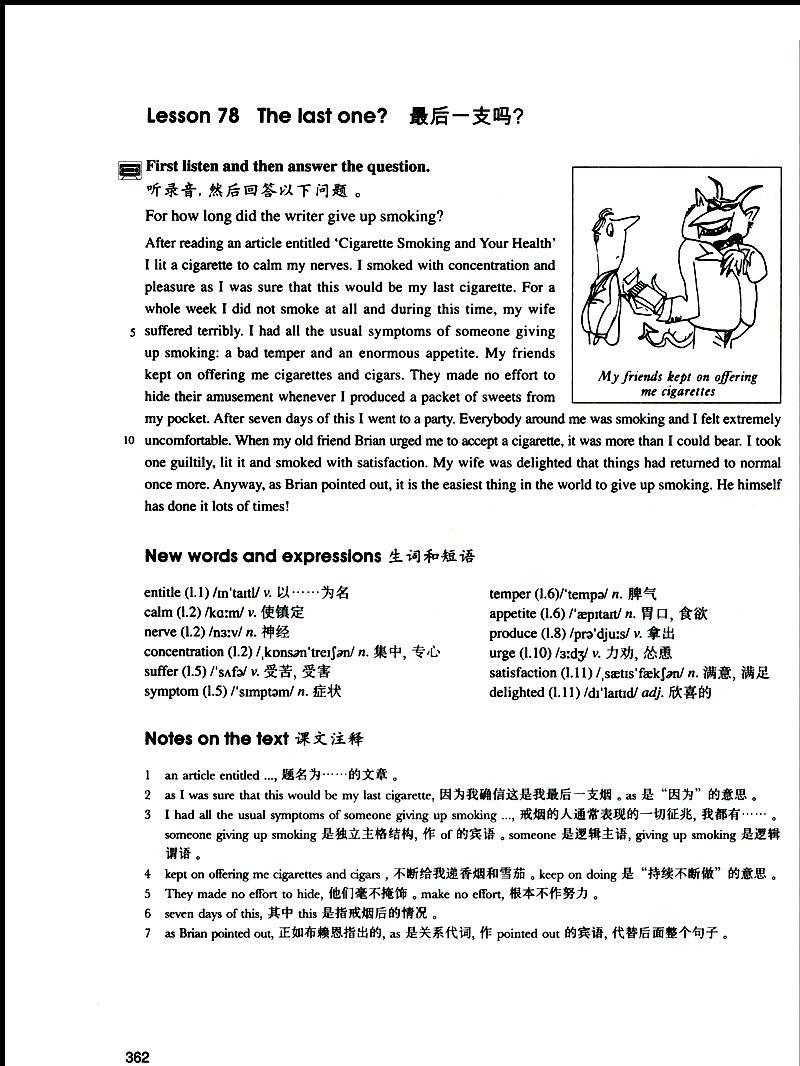 Lesson 78 The last one? 最后一支吗?
First listen and then answer the question.
听录音, 然后回答以下问题 。
For how long did the writer give up smoking?
After reading an article entitled ‘Cigarette Smoking and Your Health’
I lit a cigarette to calm my nerves. I smoked with concentration and
pleasure as I was sure that this would be my last cigarette. For a
whole week I did not smoke at all and during this time, my wife
5 suffered terribly. I had all the usual symptoms of someone giving
up smoking: a bad temper and an enormous appetite. My friends
kept on offering me cigarettes and cigars. They made no effort to
hide their amusement whenever I produced a packet of sweets from
My friends kept on offering
me cigarettes
my pocket. After seven days of this I went to a party. Everybody around me was smoking and I felt extremely
10 uncomfortable. When my old friend Brian urged me to accept a cigarette, it was more than I could bear. I took
one guiltily, lit it and smoked with satisfaction. My wife was delighted that things had returned to normal
once more. Anyway, as Brian pointed out, it is the easiest thing in the world to give up smoking. He himself
has done it lots of times!
New words and expressions 生词和短语
entitle (l.1) /ɪn'taɪtl/ v. 以……为名
calm (l.2) /kɑːm/ v. 使镇定
nerve (l.2) /nɜːv/ n. 神经
concentration (l.2) /ˌkɒnsən'treɪʃən/ n. 集中, 专心
suffer (l.5) /'sʌfə/ v. 受苦, 受害
symptom (l.5) /'sɪmptəm/ n. 症状
temper (l.6)/'tempə/ n. 脾气
appetite (l.6) /'æpɪtaɪt/ n. 胃口, 食欲
produce (l.8) /prə'djuːs/ v. 拿出
urge (l.10) /ɜːdʒ/ v. 力劝, 怂恿
satisfaction (l.11) /ˌsætɪs'fækʃən/ n. 满意, 满足
delighted (l.11) /dɪ'laɪtɪd/ adj. 欣喜的
Notes on the text 课文注释
1 an article entitled ..., 题名为……的文章 。
2 as I was sure that this would be my last cigarette, 因为我确信这是我最后一支烟 。as 是 “因为” 的意思 。
3 I had all the usual symptoms of someone giving up smoking ..., 戒烟的人通常表现的一切征兆, 我都有…… 。
someone giving up smoking 是独立主格结构, 作 of 的宾语 。someone 是逻辑主语, giving up smoking 是逻辑
谓语 。
4 kept on offering me cigarettes and cigars , 不断给我递香烟和雪茄 。keep on doing 是 “持续不断做” 的意思 。
5 They made no effort to hide, 他们毫不掩饰 。make no effort, 根本不作努力 。
6 seven days of this, 其中 this 是指戒烟后的情况 。
7 as Brian pointed out, 正如布赖恩指出的, as 是关系代词, 作 pointed out 的宾语, 代替后面整个句子 。
362